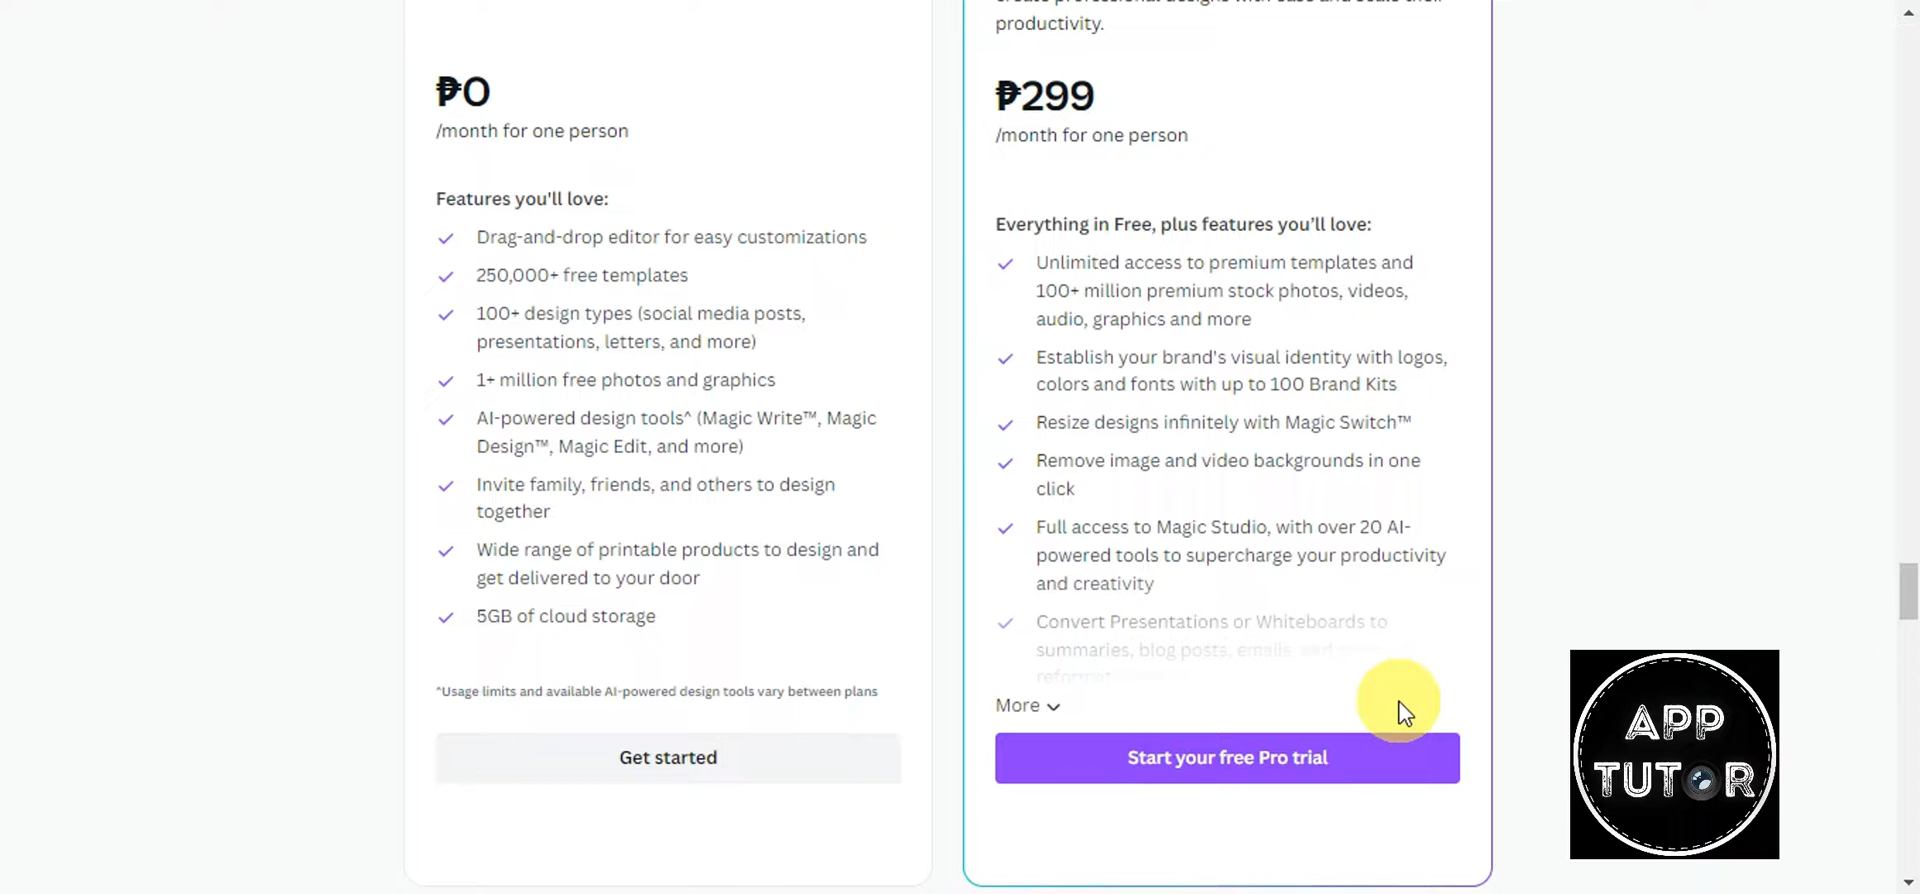 productivity.
₱0
/month for one person
Features you'll love:
Drag-and-drop editor for easy customizations
250,000+ free templates
100+ design types (social media posts,
presentations, letters, and more)
1+ million free photos and graphics
AI-powered design tools^ (Magic Write™, Magic
Design™, Magic Edit, and more)
Invite family, friends, and others to design
together
Wide range of printable products to design and
get delivered to your door
5GB of cloud storage
^Usage limits and available AI-powered design tools vary between plans
Get started
₱299
/month for one person
Everything in Free, plus features you’ll love:
Unlimited access to premium templates and
100+ million premium stock photos, videos,
audio, graphics and more
Establish your brand's visual identity with logos,
colors and fonts with up to 100 Brand Kits
Resize designs infinitely with Magic Switch™
Remove image and video backgrounds in one
click
Full access to Magic Studio, with over 20 AI-
powered tools to supercharge your productivity
and creativity
Convert Presentations or Whiteboards to
summaries, blog posts, emails, and
More
Start your free Pro trial
APP
TUTOR